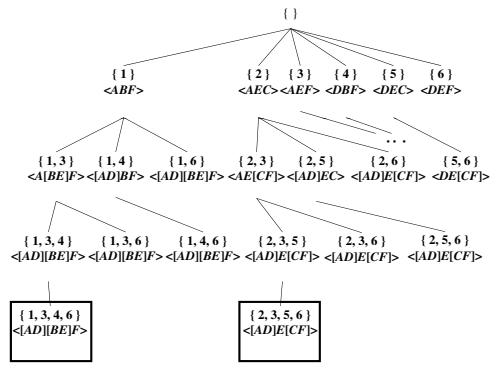 { }
{ 1 } { 2 } { 3 } { 4 } { 5 } { 6 }
<ABF> <AEC> <AEF> <DBF> <DEC> <DEF>
. . .
{ 1, 3 } { 1, 4 } { 1, 6 } { 2, 3 } { 2, 5 } { 2, 6 } { 5, 6 }
<A[BE]F> <[AD]BF> <[AD][BE]F> <AE[CF]> <[AD]EC> <[AD]E[CF]> <DE[CF]>
{ 1, 3, 4 } { 1, 3, 6 } { 1, 4, 6 } { 2, 3, 5 } { 2, 3, 6 } { 2, 5, 6 }
<[AD][BE]F> <[AD][BE]F> <[AD][BE]F> <[AD]E[CF]> <[AD]E[CF]> <[AD]E[CF]>
{ 1, 3, 4, 6 } { 2, 3, 5, 6 }
<[AD][BE]F> <[AD]E[CF]>